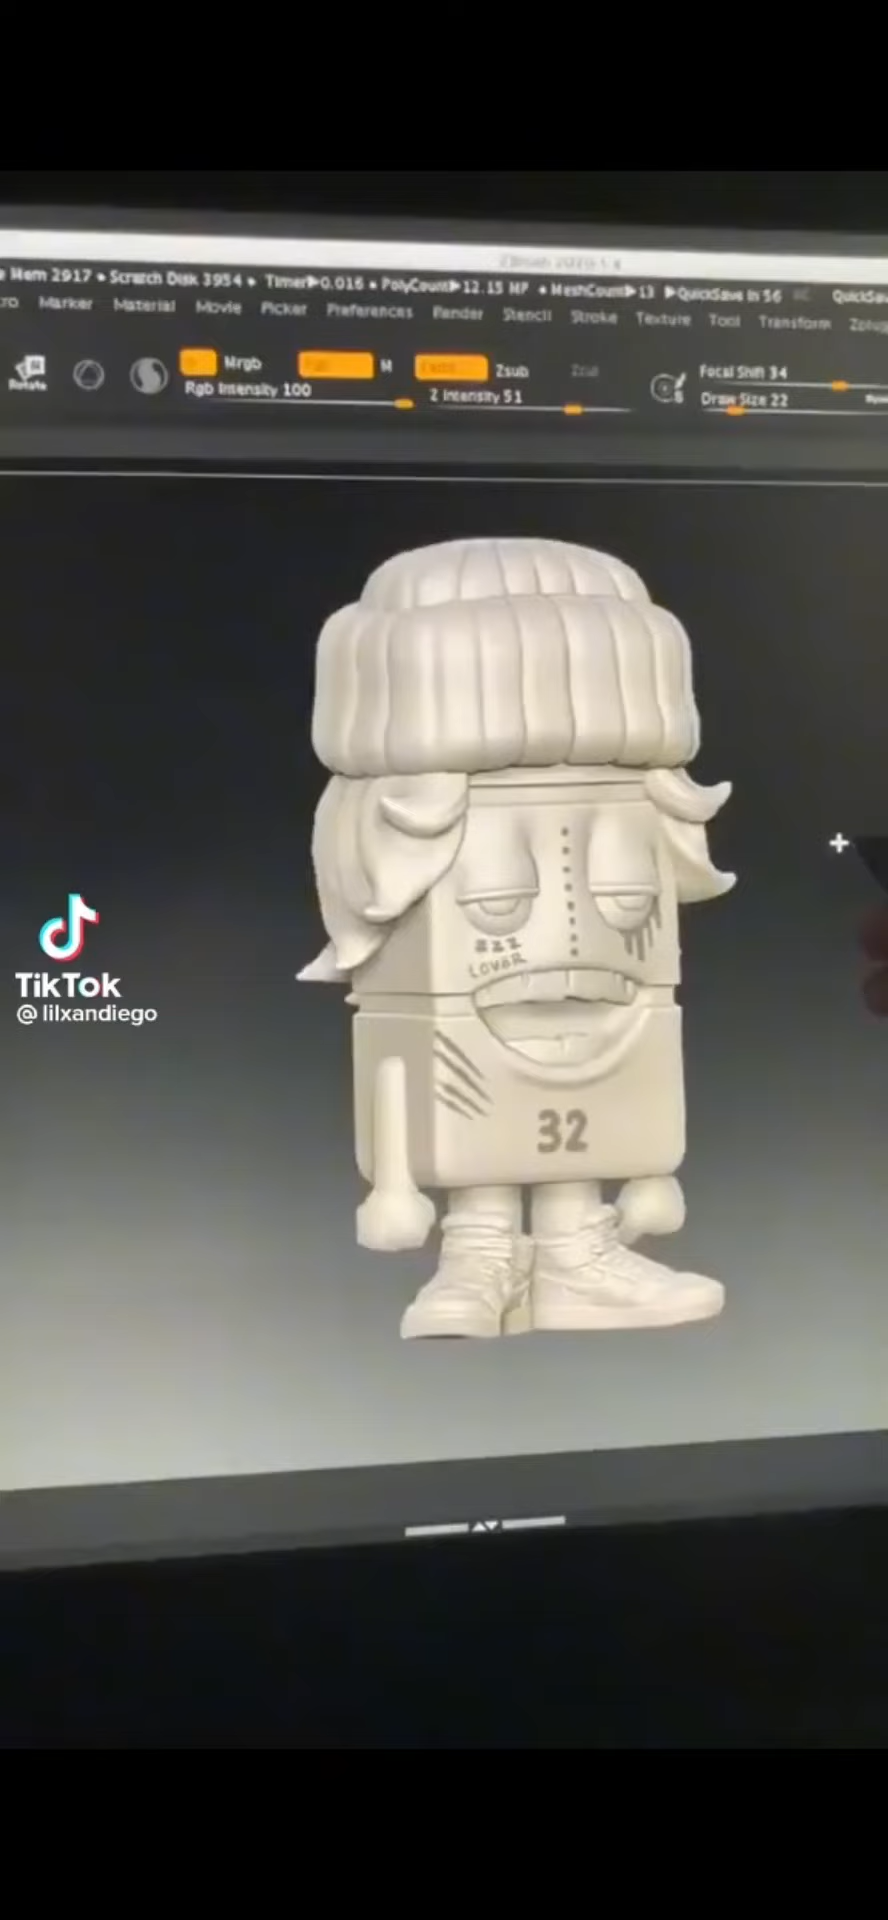 Mem 2917 • Scratch Disk 3954 • Timer▶0.016 • PolyCount▶12.15 MP • MeshCount▶13 ▶QuickSave In 56
Marker Material Movie Picker Preferences Render Stencil Stroke Texture Tool Transform
Rotate
Mrgb
M
Zsub
Rgb Intensity 100
Z Intensity 51
Focal Shift 34
Draw Size 22
LOVER
32
TikTok
@lilxandiego